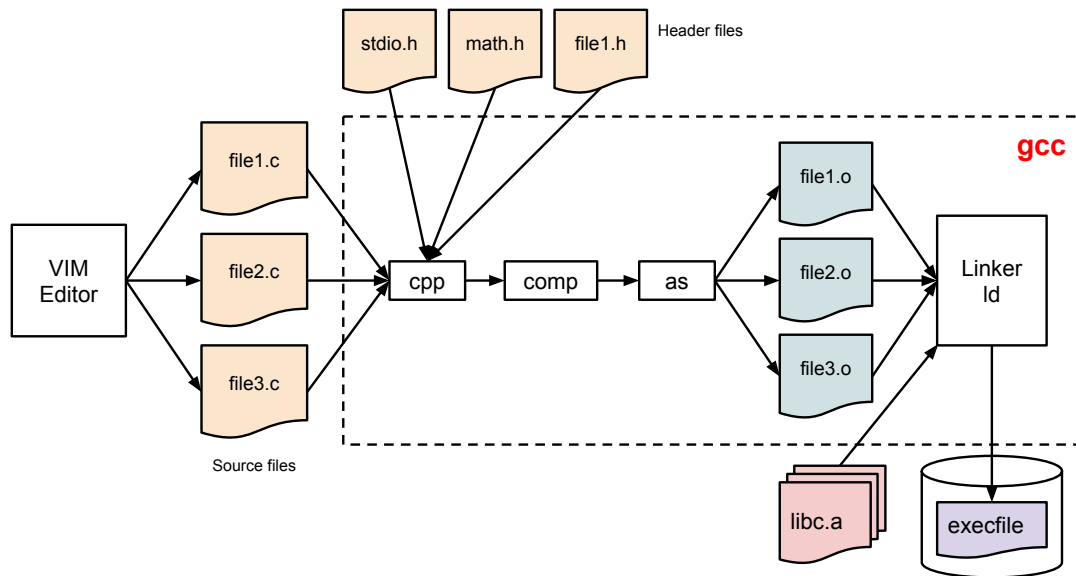 stdio.h
math.h
file1.h
Header files
gcc
file1.c
file2.c
file3.c
Source files
VIM
Editor
cpp
comp
as
file1.o
file2.o
file3.o
Linker
ld
libc.a
execfile